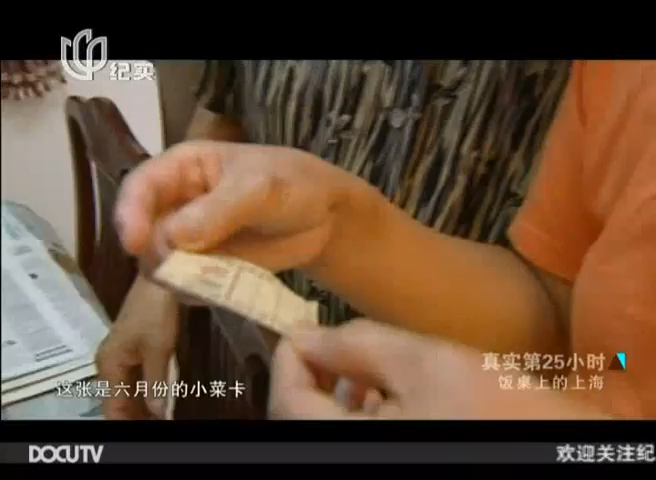 纪实
真实第25小时
饭桌上的上海
这张是六月份的小菜卡
DOCUTV
欢迎关注纪